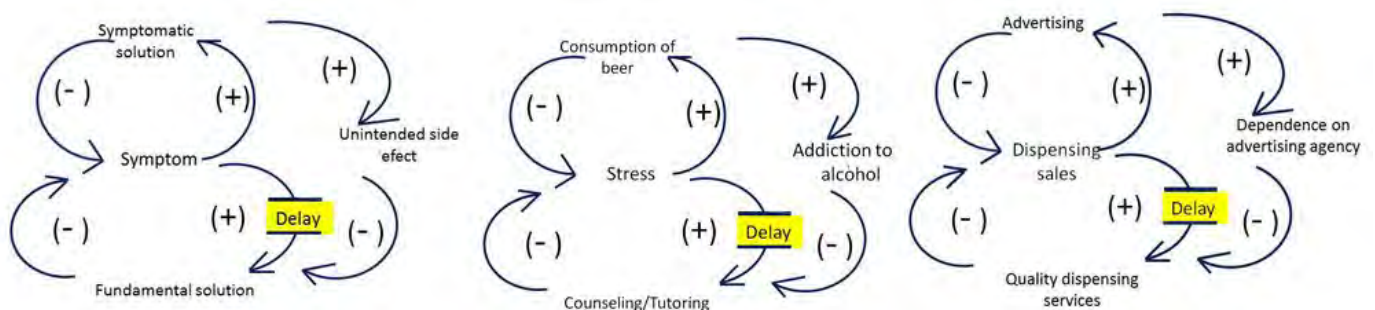 Symptomatic
solution
(-)
(+)
(+)
Unintended side
efect
Symptom
(-)
(+)
Delay
(-)
Fundamental solution
Consumption of
beer
(-)
(+)
(+)
Addiction to
alcohol
Stress
(-)
(+)
Delay
(-)
Counseling/Tutoring
Advertising
(-)
(+)
(+)
Dependence on
advertising agency
Dispensing
sales
(-)
(+)
Delay
(-)
Quality dispensing
services